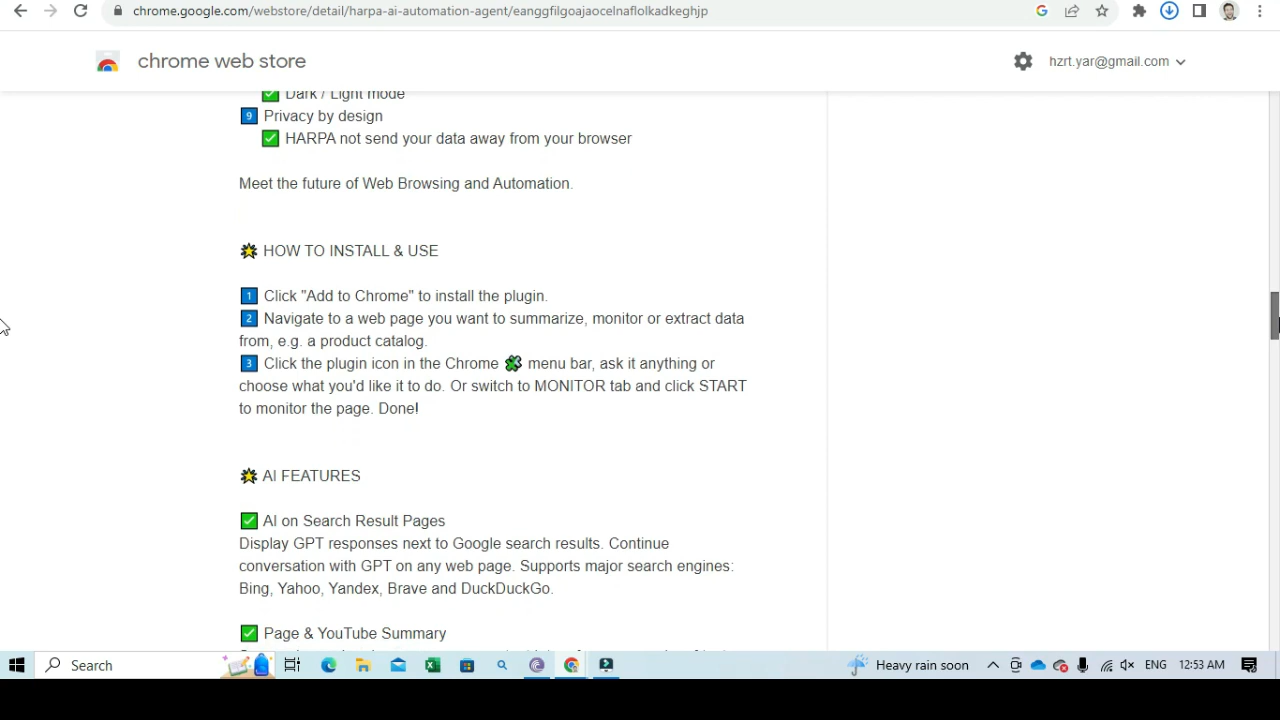 chrome.google.com/webstore/detail/harpa-ai-automation-agent/eanggfilgoajaocelnaflolkadkeghjp
chrome web store
hzrt.yar@gmail.com
✅ Dark / Light mode
9 Privacy by design
✅ HARPA not send your data away from your browser
Meet the future of Web Browsing and Automation.
HOW TO INSTALL & USE
1 Click "Add to Chrome" to install the plugin.
2 Navigate to a web page you want to summarize, monitor or extract data
from, e.g. a product catalog.
3 Click the plugin icon in the Chrome 🧩 menu bar, ask it anything or
choose what you'd like it to do. Or switch to MONITOR tab and click START
to monitor the page. Done!
AI FEATURES
✅ AI on Search Result Pages
Display GPT responses next to Google search results. Continue
conversation with GPT on any web page. Supports major search engines:
Bing, Yahoo, Yandex, Brave and DuckDuckGo.
✅ Page & YouTube Summary
Search
Heavy rain soon
ENG
12:53 AM